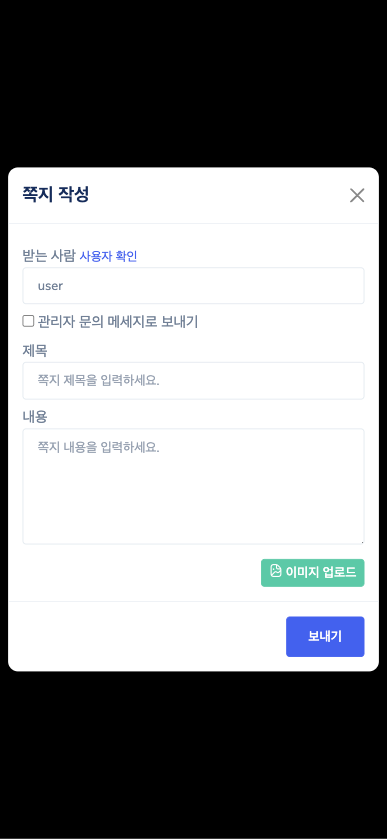 쪽지 작성
받는 사람 사용자 확인
user
관리자 문의 메세지로 보내기
제목
쪽지 제목을 입력하세요.
내용
쪽지 내용을 입력하세요.
이미지 업로드
보내기